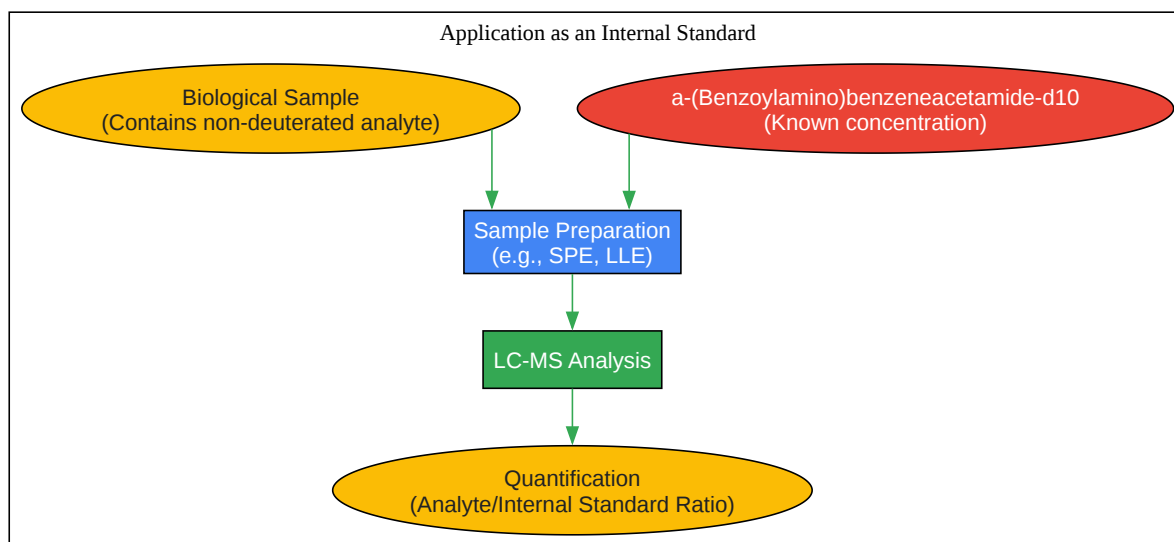 Application as an Internal Standard
Biological Sample
(Contains non-deuterated analyte)
a-(Benzoylamino)benzeneacetamide-d10
(Known concentration)
Sample Preparation
(e.g., SPE, LLE)
LC-MS Analysis
Quantification
(Analyte/Internal Standard Ratio)